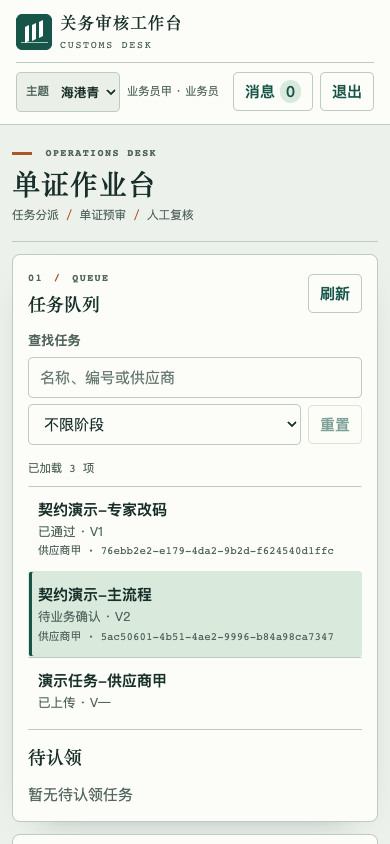 关务审核工作台
CUSTOMS DESK
主题 海港青 业务员甲 · 业务员 消息 0 退出
OPERATIONS DESK
单证作业台
任务分派 / 单证预审 / 人工复核
01 / QUEUE
任务队列
刷新
查找任务
名称、编号或供应商
不限阶段 重置
已加载 3 项
契约演示-专家改码
已通过 · V1
供应商甲 · 76ebb2e2-e179-4da2-9b2d-f624540d1ffc
契约演示-主流程
待业务确认 · V2
供应商甲 · 5ac50601-4b51-4ae2-9996-b84a98ca7347
演示任务-供应商甲
已上传 · V—
待认领
暂无待认领任务